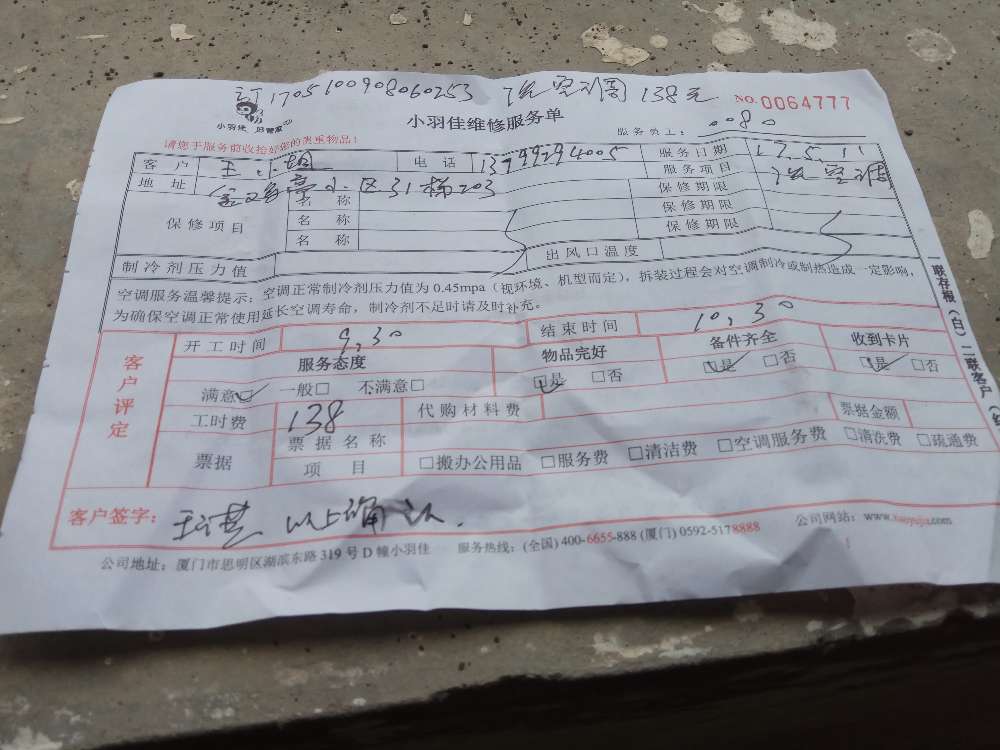 订1705100908060253 洗空调 138元
NO.0064777
小羽佳 好管家
小羽佳维修服务单
服务员工: 0080
请您于服务前收拾好您的贵重物品!
客户 王 电话 13799294005 服务日期 17.5.11
地址 小区31梯703 服务项目 洗空调
保修项目 名称 保修期限
名称 保修期限
名称 保修期限
制冷剂压力值 出风口温度
空调服务温馨提示: 空调正常制冷剂压力值为0.45mpa(视环境、机型而定), 拆装过程会对空调制冷或制热造成一定影响,
为确保空调正常使用延长空调寿命, 制冷剂不足时请及时补充。
客户评定
开工时间 9,30 结束时间 10,30
服务态度 物品完好 备件齐全 收到卡片
满意□ 一般□ 不满意□ □是 □否 □是 □否 □是 □否
工时费 138 代购材料费 票据金额
票据 票据名称
项目 □搬办公用品 □服务费 □清洁费 □空调服务费 □清洗费 □疏通费
客户签字: 以上确认.
公司地址: 厦门市思明区湖滨东路319号D幢小羽佳 服务热线: (全国) 400-6655-888 (厦门) 0592-5178888 公司网站: www.xiaoyujia.com
一联存根(白) 二联客户(